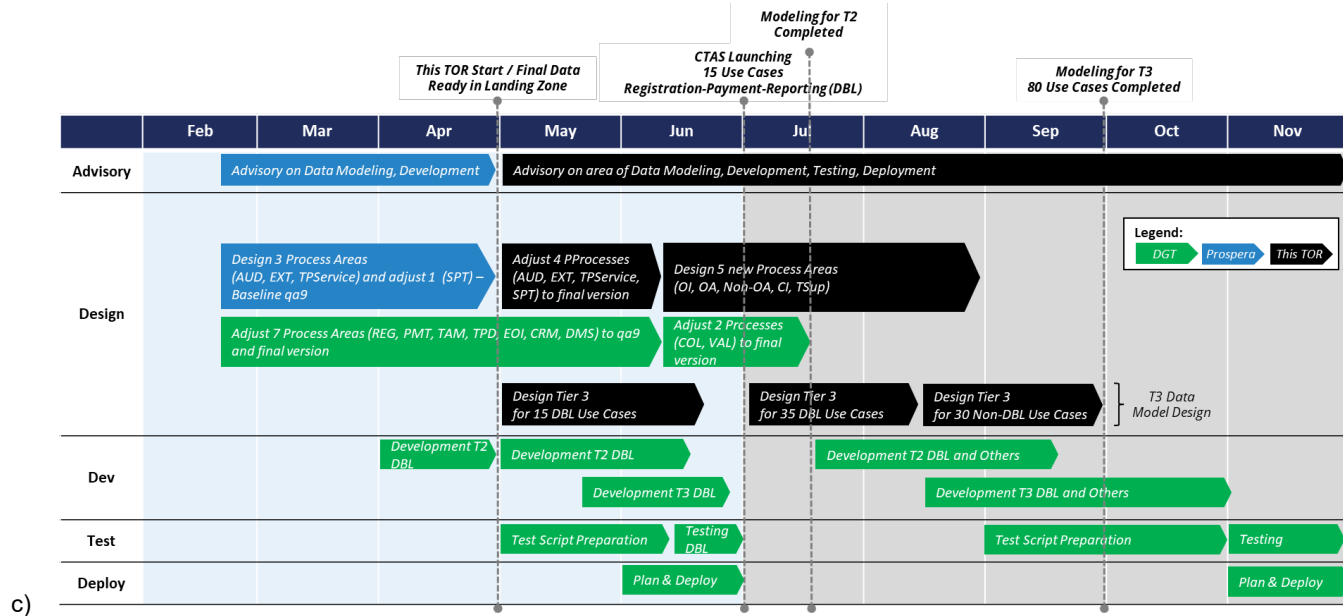 Modeling for T2
Completed
CTAS Launching
15 Use Cases
Registration-Payment-Reporting (DBL)
This TOR Start / Final Data
Ready in Landing Zone
Modeling for T3
80 Use Cases Completed
Feb
Mar
Apr
May
Jun
Jul
Aug
Sep
Oct
Nov
Advisory
Advisory on Data Modeling, Development
Advisory on area of Data Modeling, Development, Testing, Deployment
Legend:
DGT
Prospera
This TOR
Design
Design 3 Process Areas
(AUD, EXT, TPService) and adjust 1 (SPT) –
Baseline qa9
Adjust 4 PProcesses
(AUD, EXT, TPService,
SPT) to final version
Design 5 new Process Areas
(OI, OA, Non-OA, CI, TSup)
Adjust 7 Process Areas (REG, PMT, TAM, TPD, EOI, CRM, DMS) to qa9
and final version
Adjust 2 Processes
(COL, VAL) to final
version
Design Tier 3
for 15 DBL Use Cases
Design Tier 3
for 35 DBL Use Cases
Design Tier 3
for 30 Non-DBL Use Cases
T3 Data
Model Design
Dev
Development T2
DBL
Development T2 DBL
Development T2 DBL and Others
Development T3 DBL
Development T3 DBL and Others
Test
Test Script Preparation
Testing
DBL
Test Script Preparation
Testing
Deploy
Plan & Deploy
Plan & Deploy
c)